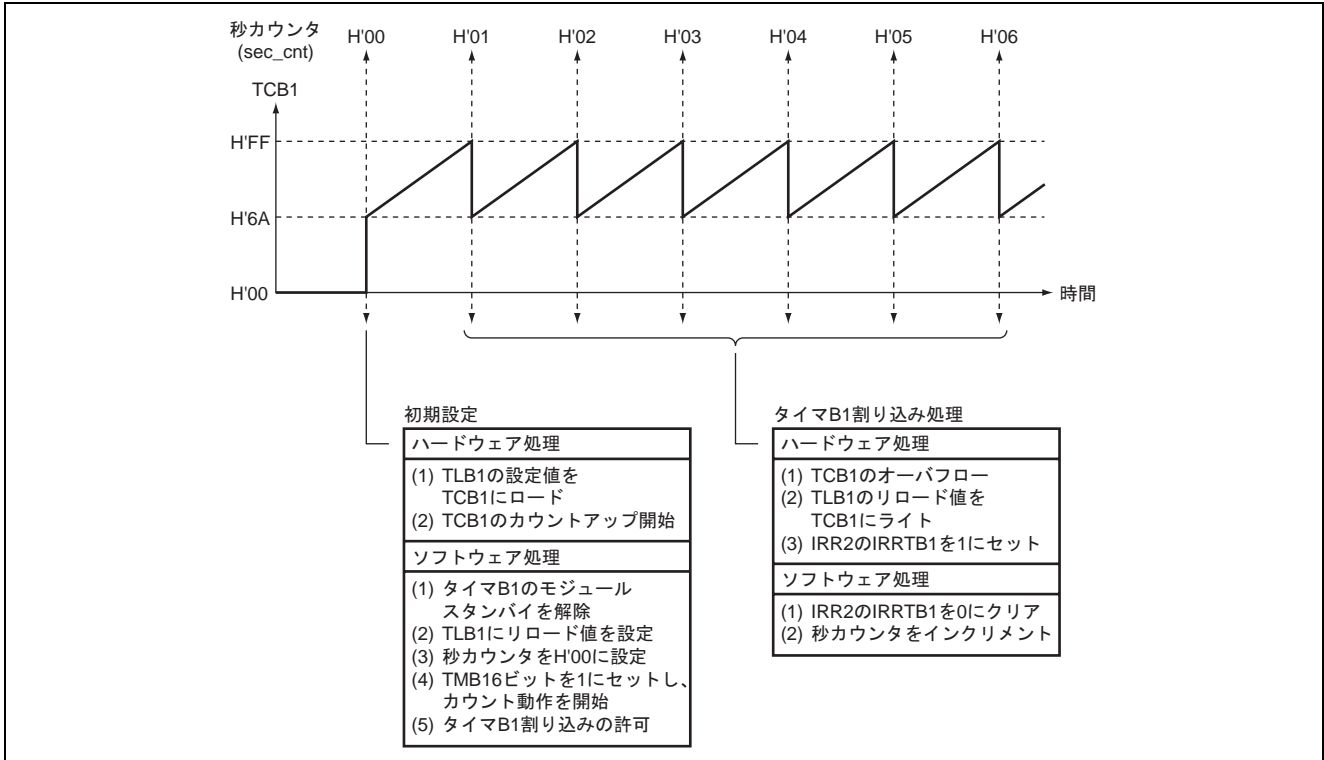 秒カウンタ
(sec_cnt)
H'00 H'01 H'02 H'03 H'04 H'05 H'06
TCB1
H'FF
H'6A
H'00
時間
初期設定
ハードウェア処理
(1) TLB1の設定値を
TCB1にロード
(2) TCB1のカウントアップ開始
ソフトウェア処理
(1) タイマB1のモジュール
スタンバイを解除
(2) TLB1にリロード値を設定
(3) 秒カウンタをH'00に設定
(4) TMB16ビットを1にセットし、
カウント動作を開始
(5) タイマB1割り込みの許可
タイマB1割り込み処理
ハードウェア処理
(1) TCB1のオーバフロー
(2) TLB1のリロード値を
TCB1にライト
(3) IRR2のIRRTB1を1にセット
ソフトウェア処理
(1) IRR2のIRRTB1を0にクリア
(2) 秒カウンタをインクリメント